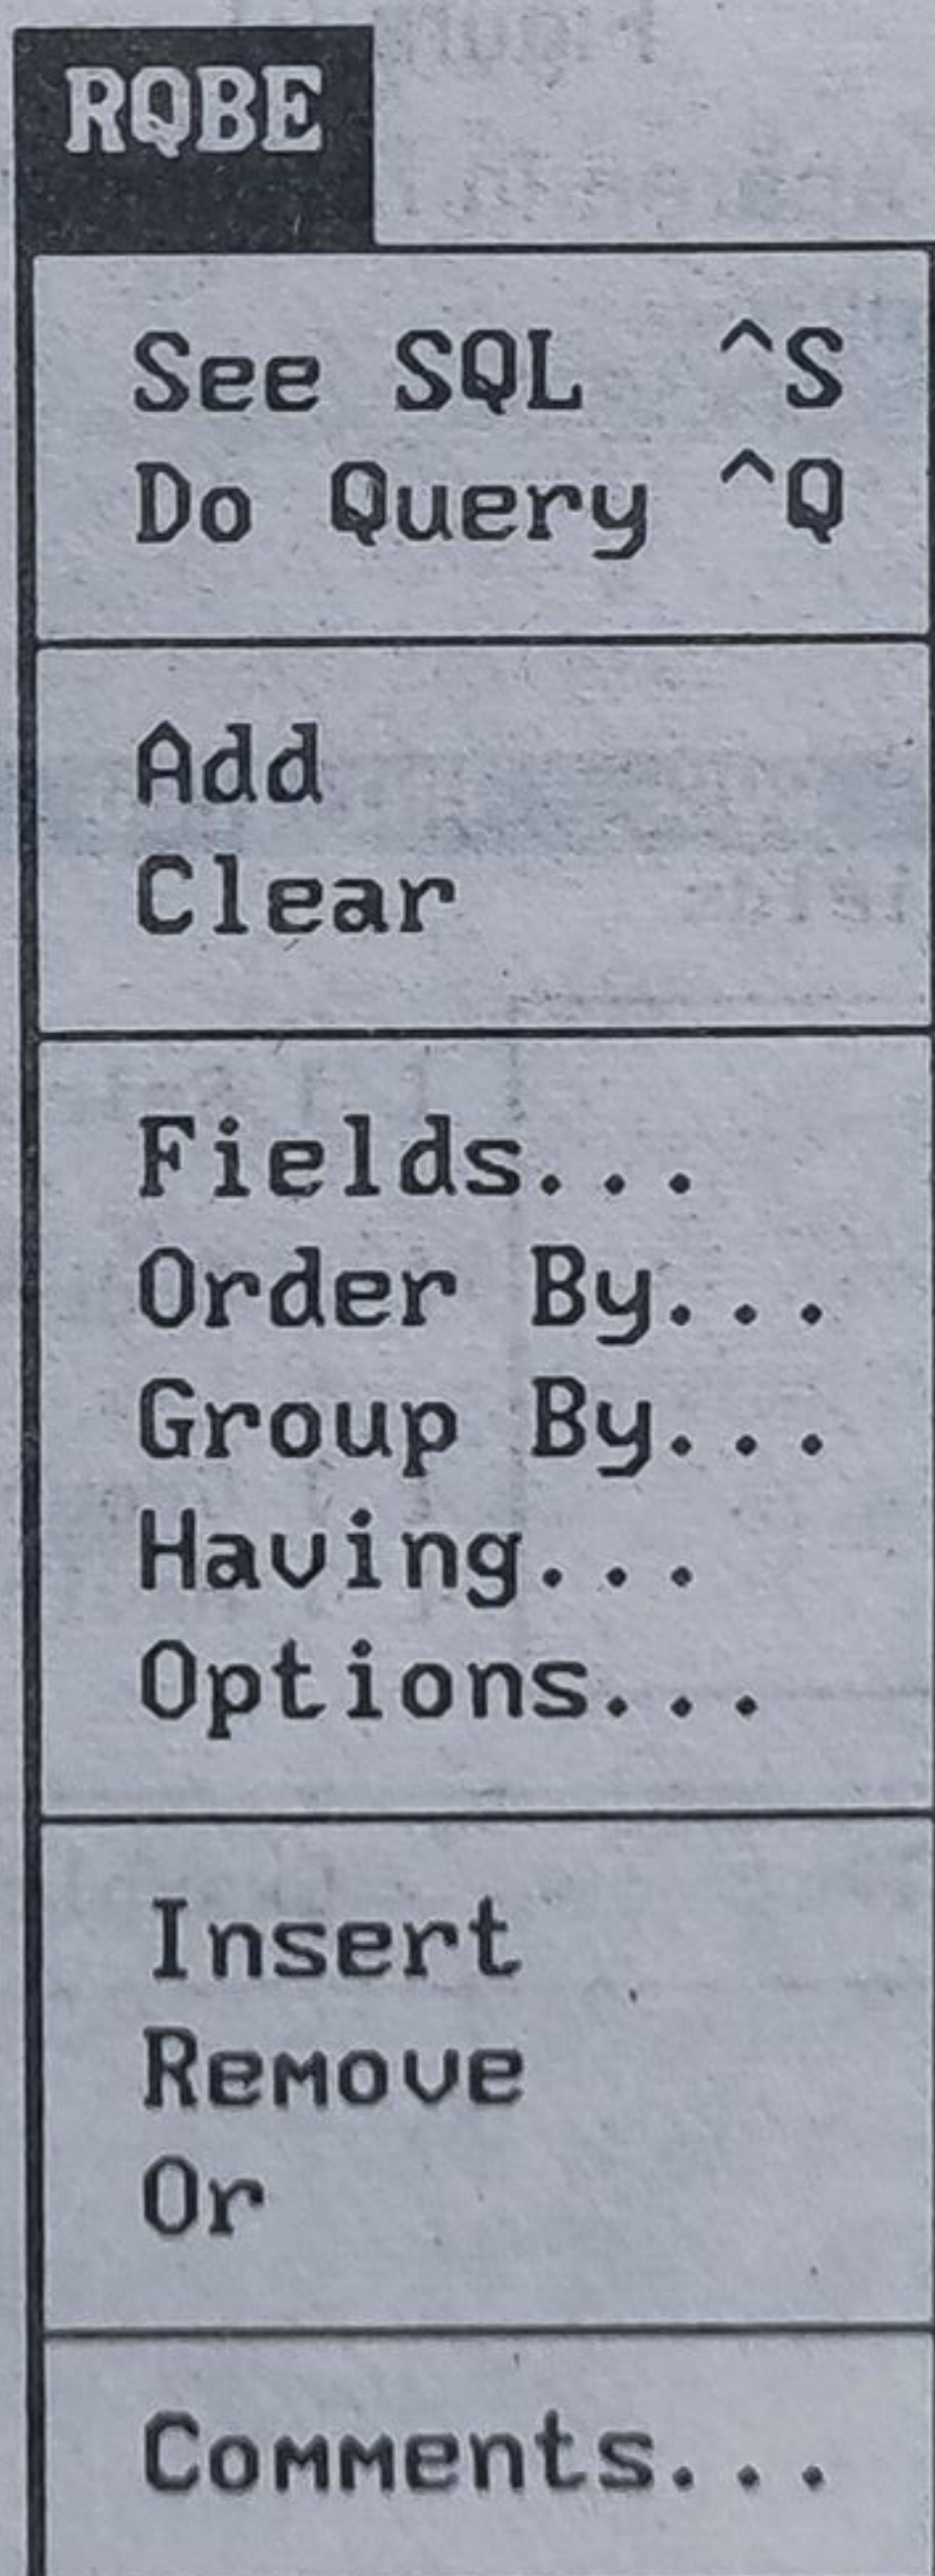 RQBE
See SQL ^S
Do Query ^Q
Add
Clear
Fields...
Order By...
Group By...
Having...
Options...
Insert
Remove
Or
Comments...